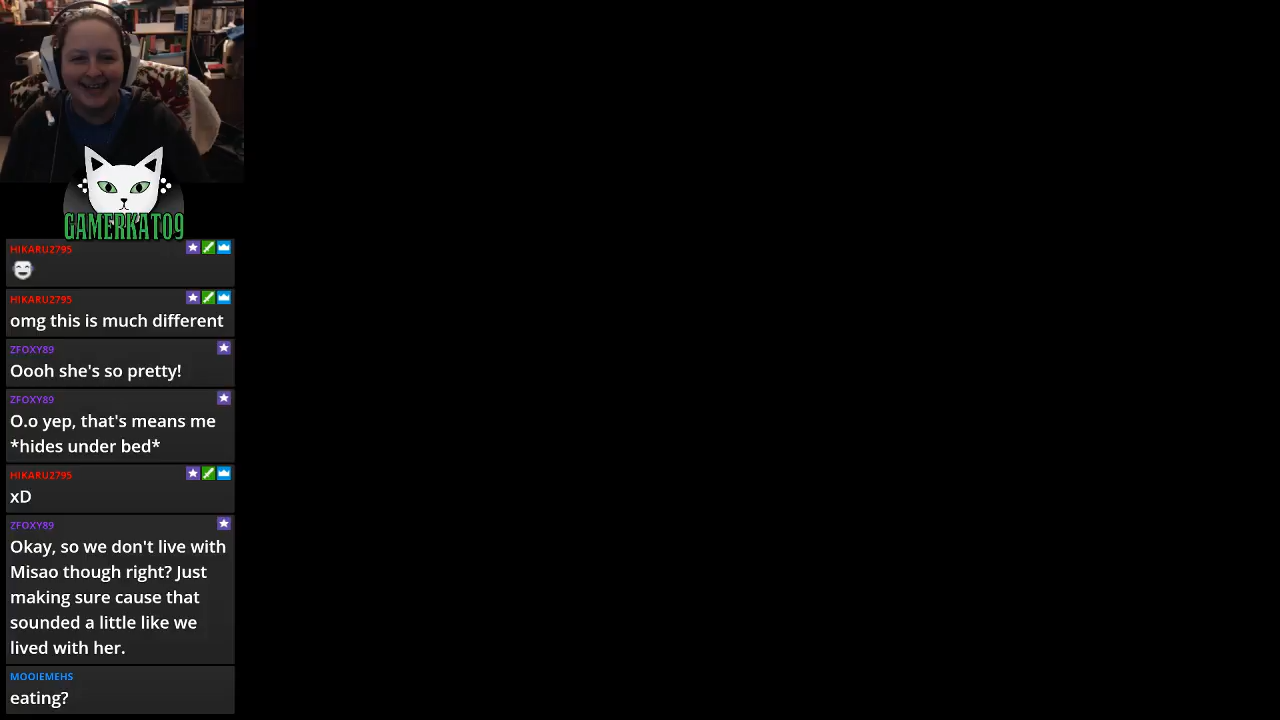 GAMERKAT09
HIKARU2795
HIKARU2795
omg this is much different
ZFOXY89
Oooh she's so pretty!
ZFOXY89
O.o yep, that's means me
*hides under bed*
HIKARU2795
xD
ZFOXY89
Okay, so we don't live with
Misao though right? Just
making sure cause that
sounded a little like we
lived with her.
MOOIEMEHS
eating?